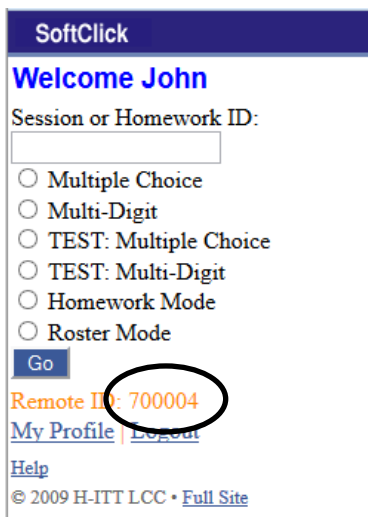 SoftClick
Welcome John
Session or Homework ID:
Multiple Choice
Multi-Digit
TEST: Multiple Choice
TEST: Multi-Digit
Homework Mode
Roster Mode
Go
Remote ID: 700004
My Profile | Logout
Help
© 2009 H-ITT LCC • Full Site